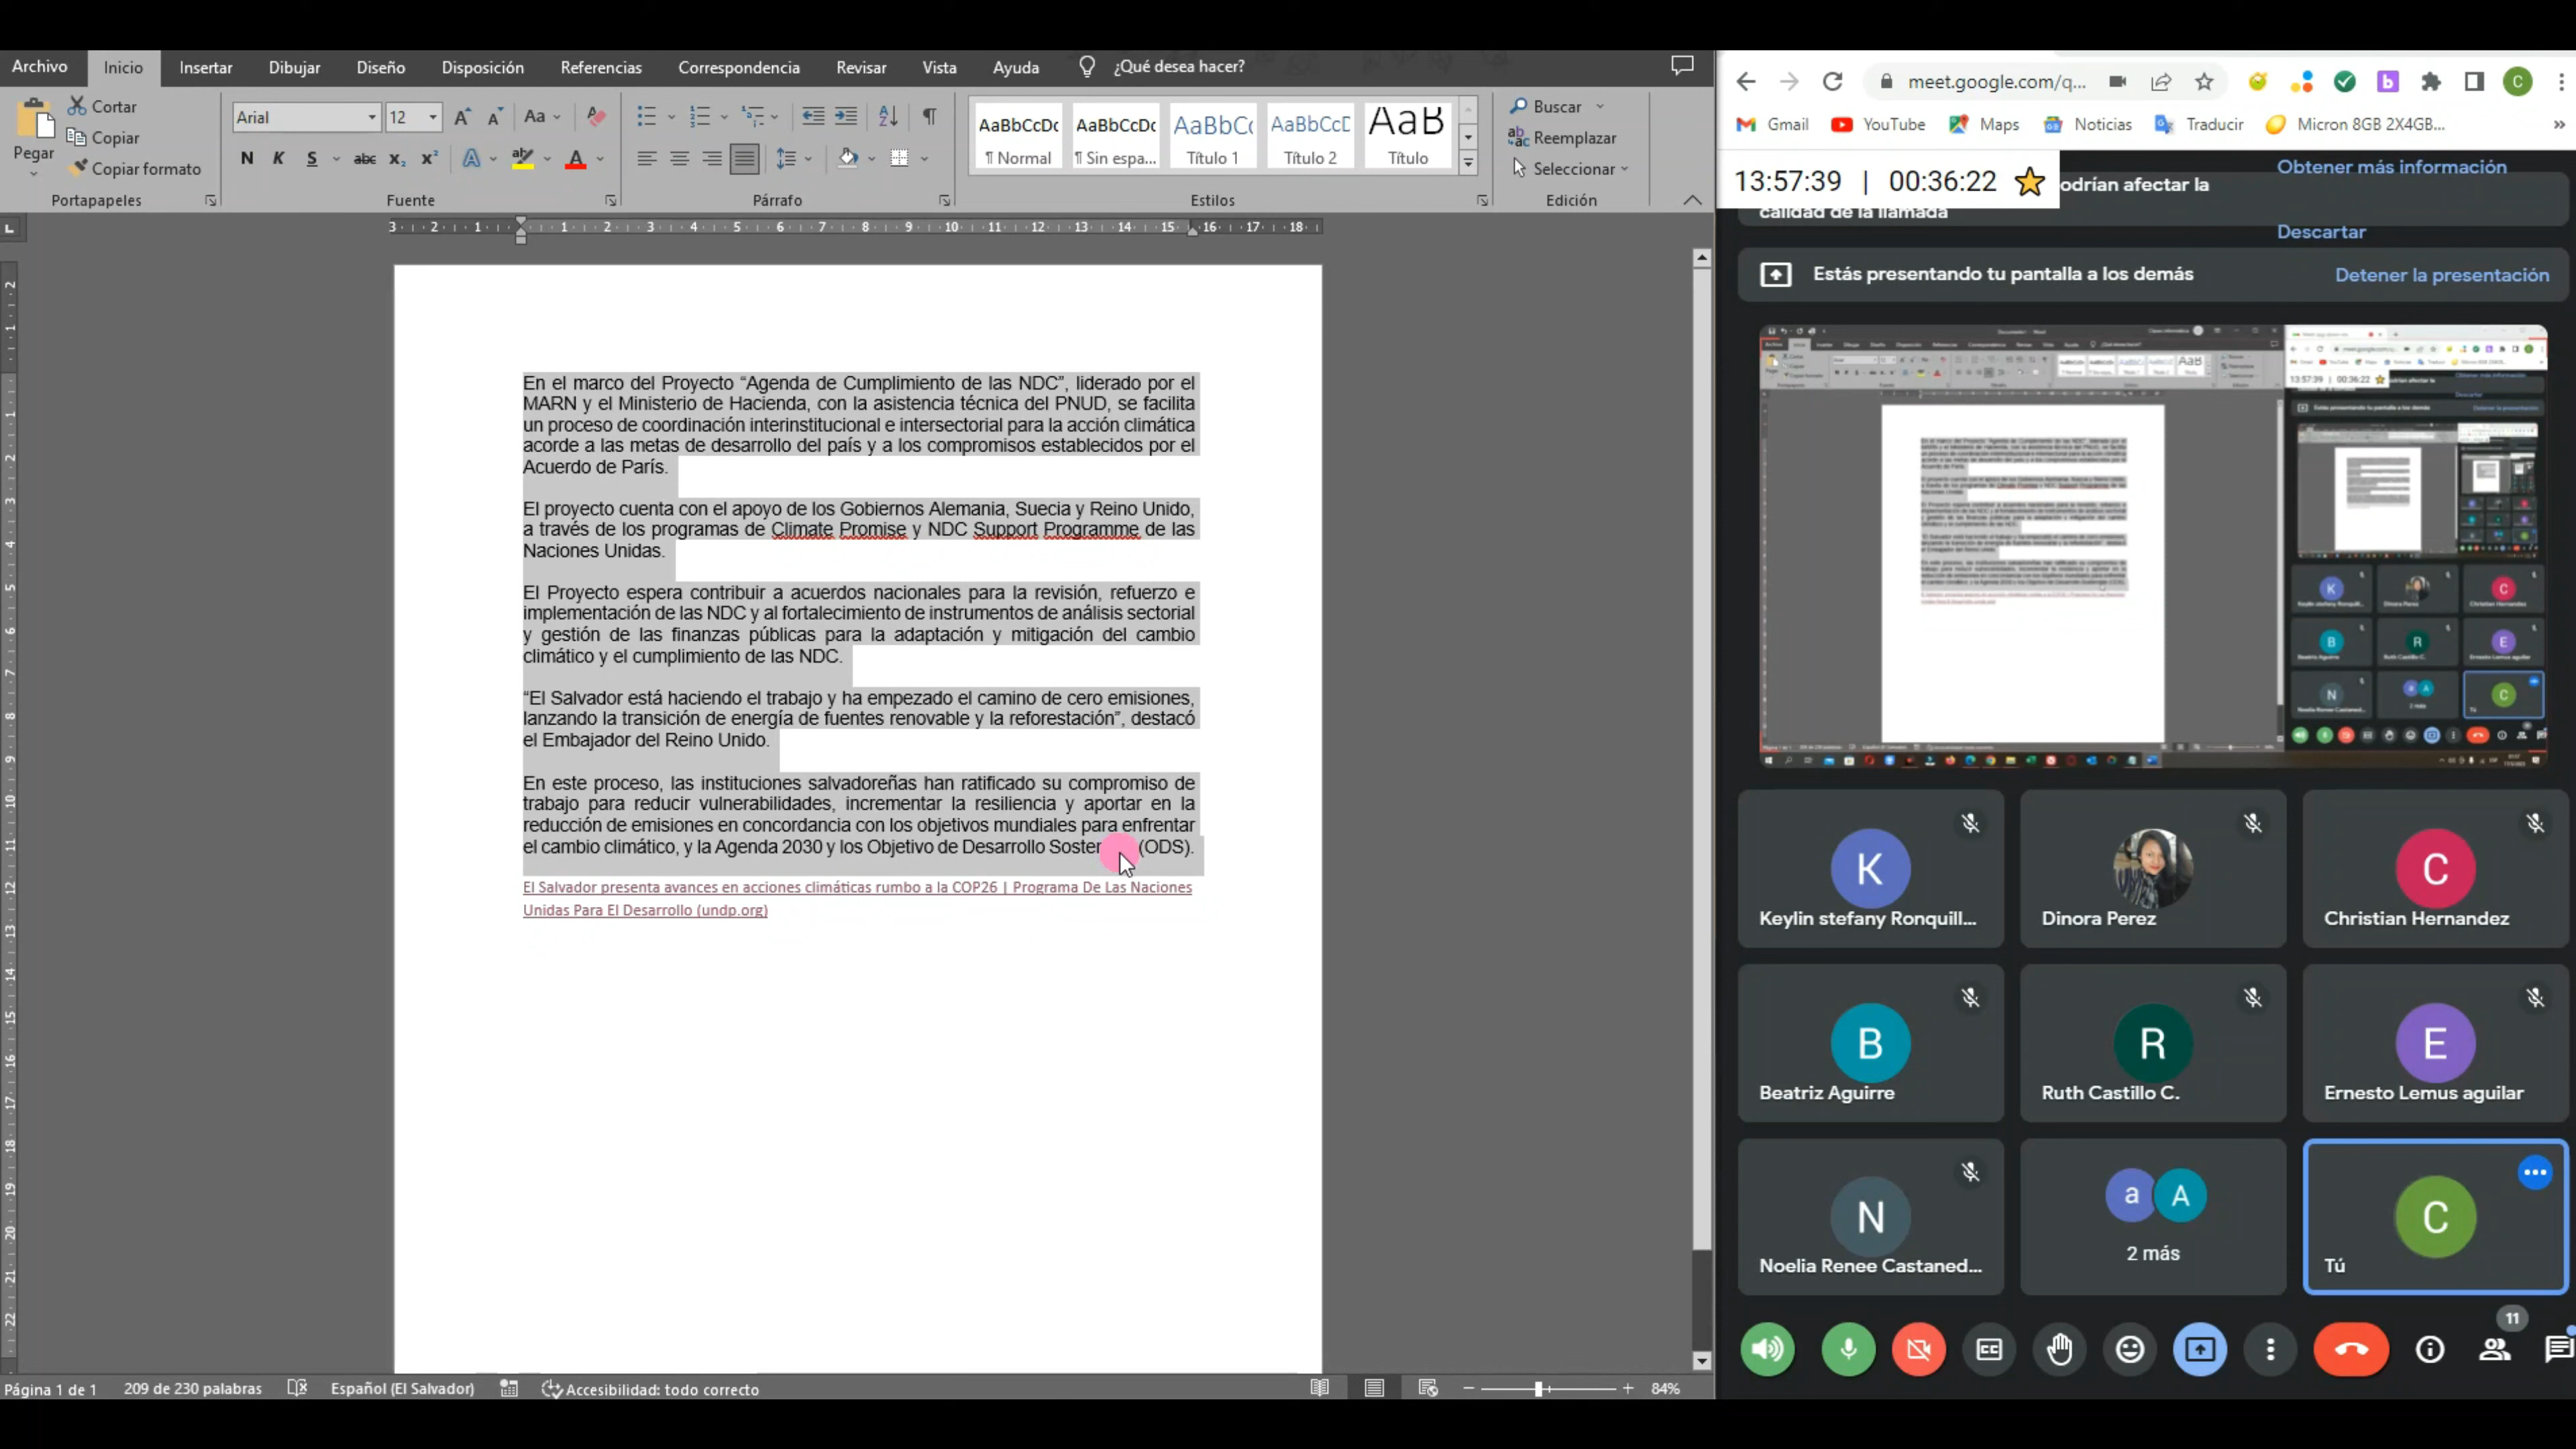 Archivo Inicio Insertar Dibujar Diseño Disposición Referencias Correspondencia Revisar Vista Ayuda ¿Qué desea hacer?
Pegar
Cortar
Copiar
Copiar formato
Portapapeles
Arial 12
Fuente
Párrafo
AaBbCcDc AaBbCcDc AaBbCc AaBbCcE AaB
¶ Normal ¶ Sin espa... Título 1 Título 2 Título
Estilos
Buscar
Reemplazar
Seleccionar
Edición
En el marco del Proyecto “Agenda de Cumplimiento de las NDC”, liderado por el
MARN y el Ministerio de Hacienda, con la asistencia técnica del PNUD, se facilita
un proceso de coordinación interinstitucional e intersectorial para la acción climática
acorde a las metas de desarrollo del país y a los compromisos establecidos por el
Acuerdo de París.
El proyecto cuenta con el apoyo de los Gobiernos Alemania, Suecia y Reino Unido,
a través de los programas de Climate Promise y NDC Support Programme de las
Naciones Unidas.
El Proyecto espera contribuir a acuerdos nacionales para la revisión, refuerzo e
implementación de las NDC y al fortalecimiento de instrumentos de análisis sectorial
y gestión de las finanzas públicas para la adaptación y mitigación del cambio
climático y el cumplimiento de las NDC.
“El Salvador está haciendo el trabajo y ha empezado el camino de cero emisiones,
lanzando la transición de energía de fuentes renovable y la reforestación”, destacó
el Embajador del Reino Unido.
En este proceso, las instituciones salvadoreñas han ratificado su compromiso de
trabajo para reducir vulnerabilidades, incrementar la resiliencia y aportar en la
reducción de emisiones en concordancia con los objetivos mundiales para enfrentar
el cambio climático, y la Agenda 2030 y los Objetivo de Desarrollo Soster (ODS).
El Salvador presenta avances en acciones climáticas rumbo a la COP26 | Programa De Las Naciones
Unidas Para El Desarrollo (undp.org)
Página 1 de 1 209 de 230 palabras Español (El Salvador) Accesibilidad: todo correcto 84%
meet.google.com/q...
Gmail YouTube Maps Noticias Traducir Micron 8GB 2X4GB... »
13:57:39 | 00:36:22
odrían afectar la
calidad de la llamada
Obtener más información
Descartar
Estás presentando tu pantalla a los demás Detener la presentación
K
Keylin stefany Ronquill...
Dinora Perez
C
Christian Hernandez
B
Beatriz Aguirre
R
Ruth Castillo C.
E
Ernesto Lemus aguilar
N
Noelia Renee Castaned...
a A
2 más
C
Tú
11